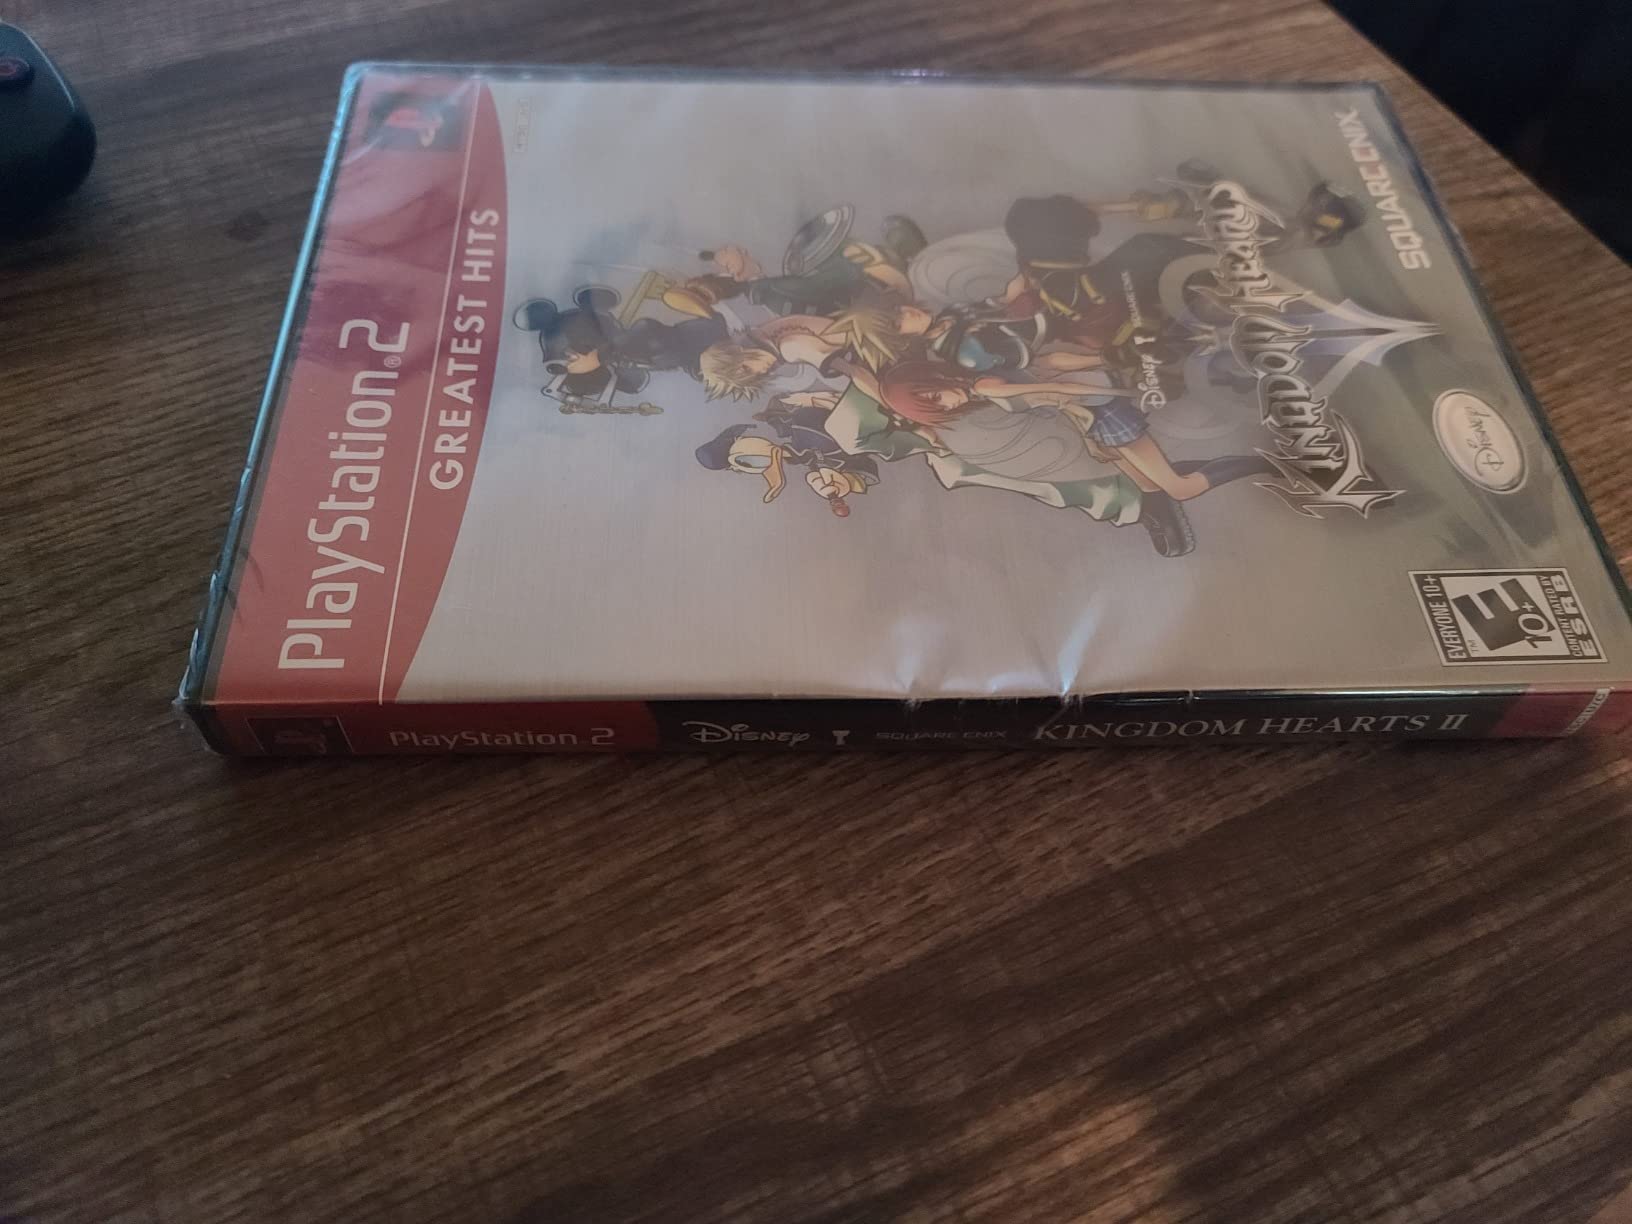 PlayStation®2
GREATEST HITS
SQUARE ENIX
Disney
SQUARE ENIX
KINGDOM HEARTS
Disney
EVERYONE 10+
E
10+
TM
CONTENT RATED BY
ESRB
PlayStation 2
Disney
SQUARE ENIX
KINGDOM HEARTS II